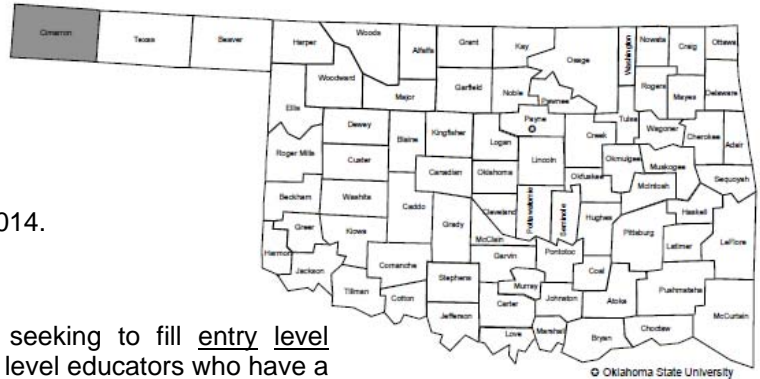 Cimarron Texas Beaver Harper Woods Alfalfa Grant Kay Osage Washington Nowata Craig Ottawa
Woodward Major Garfield Noble Pawnee Rogers Mayes Delaware
Ellis Dewey Blaine Kingfisher Logan Payne Creek Tulsa Wagoner Cherokee Adair
Roger Mills Custer Canadian Oklahoma Lincoln Okfuskee Okmulgee Muskogee Sequoyah
Beckham Washita Caddo Grady Cleveland Pottawatomie Seminole Hughes McIntosh Haskell
014.
Greer Kiowa McClain Pittsburg Latimer LeFlore
Harmon Jackson Comanche Stephens Garvin Pontotoc Coal Pushmataha
Tillman Cotton Jefferson Carter Murray Johnston Atoka McCurtain
Love Marshall Bryan Choctaw
seeking to fill entry level
level educators who have a
Oklahoma State University